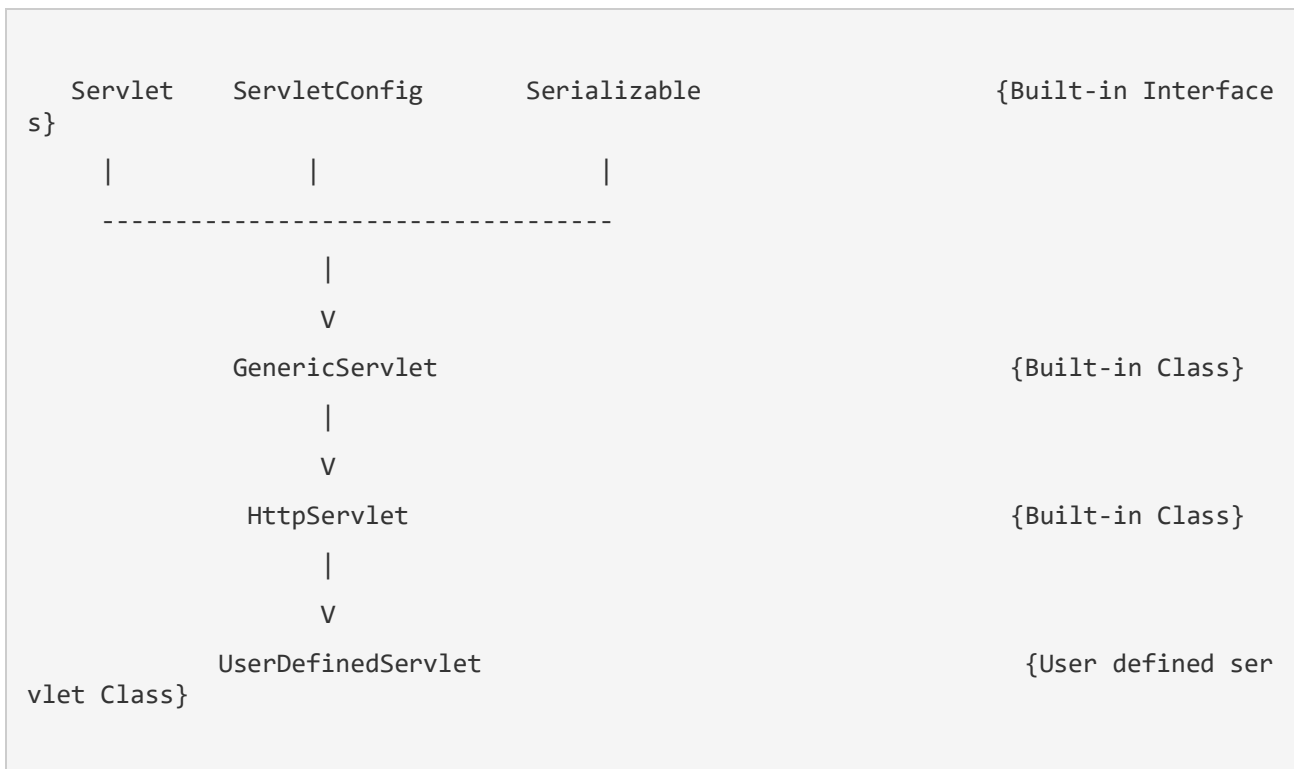 Servlet    ServletConfig       Serializable                    {Built-in Interface
s}
|             |                   |
-----------------------------------
|
V
GenericServlet                                       {Built-in Class}
|
V
HttpServlet                                         {Built-in Class}
|
V
UserDefinedServlet                                     {User defined ser
vlet Class}